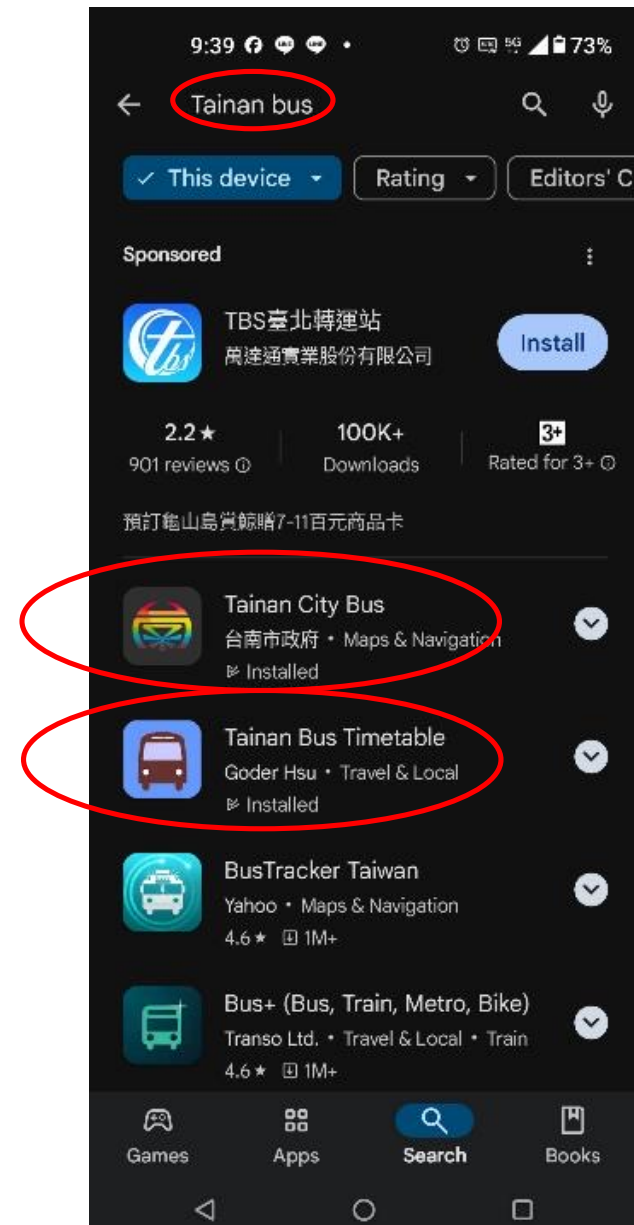 9:39 73%
Tainan bus
This device Rating Editors' C
Sponsored
TBS臺北轉運站
萬達通實業股份有限公司
Install
2.2★ 100K+ 3+
901 reviews Downloads Rated for 3+
預訂龜山島賞鯨贈7-11百元商品卡
Tainan City Bus
台南市政府 • Maps & Navigation
Installed
Tainan Bus Timetable
Goder Hsu • Travel & Local
Installed
BusTracker Taiwan
Yahoo • Maps & Navigation
4.6★ 1M+
Bus+ (Bus, Train, Metro, Bike)
Transo Ltd. • Travel & Local • Train
4.6★ 1M+
Games Apps Search Books